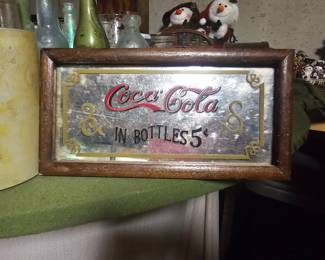 Coca-Cola
IN BOTTLES 5¢